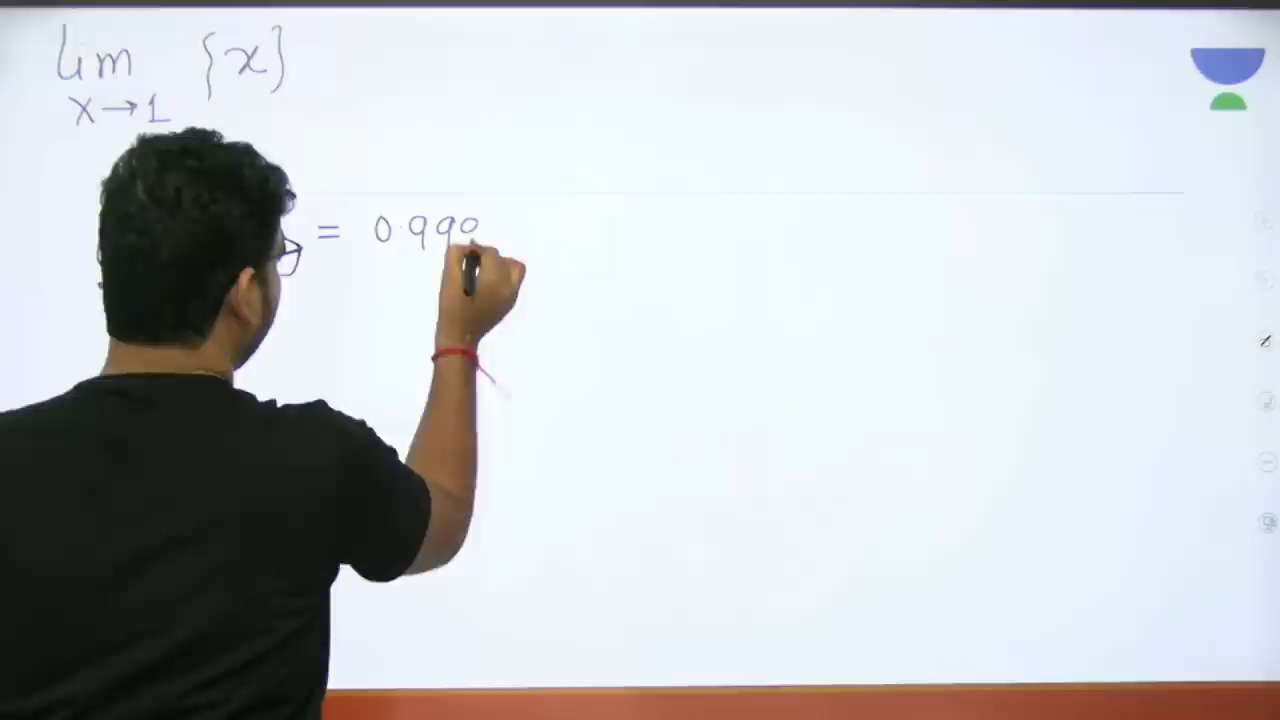 lim {x}
x→1
= 0.999